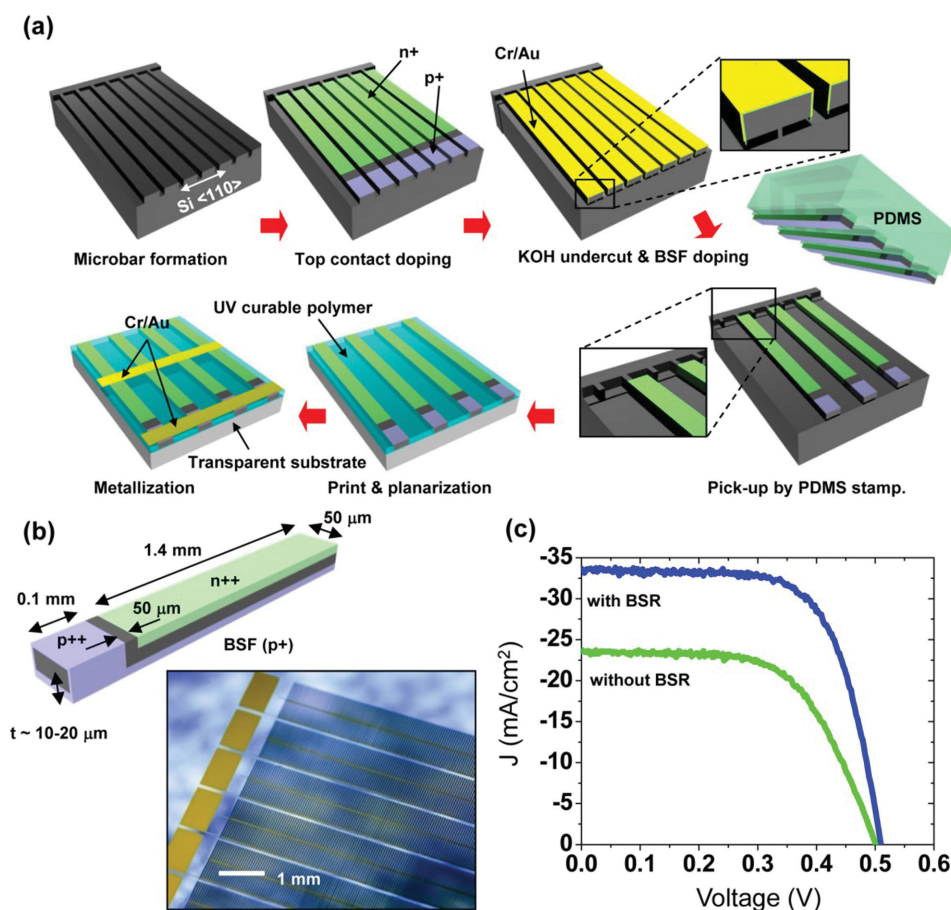 (a)
n+
p+
Cr/Au
Si <110>
PDMS
Microbar formation
Top contact doping
KOH undercut & BSF doping
Cr/Au
UV curable polymer
Transparent substrate
Metallization
Print & planarization
Pick-up by PDMS stamp.
(b)
50 μm
1.4 mm
n++
0.1 mm
50 μm
p++
BSF (p+)
t ~ 10-20 μm
1 mm
(c)
-35
-30
-25
-20
-15
-10
-5
0
J (mA/cm²)
with BSR
without BSR
0.0 0.1 0.2 0.3 0.4 0.5 0.6
Voltage (V)